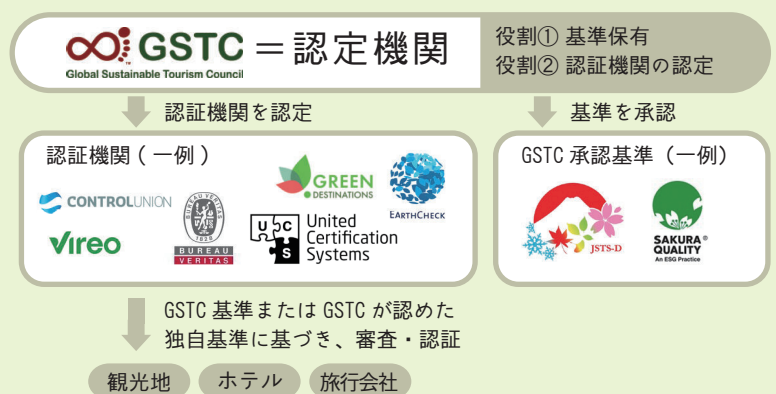 GSTC
Global Sustainable Tourism Council
＝認定機関
役割① 基準保有
役割② 認証機関の認定
認証機関を認定
基準を承認
認証機関 ( 一例 )
CONTROLUNION
BUREAU VERITAS
1828
BUREAU
VERITAS
GREEN
DESTINATIONS
EARTHCHECK
Vireo
U C
S
United
Certification
Systems
GSTC 承認基準（一例）
JSTS-D
SAKURA®
QUALITY
An ESG Practice
GSTC 基準または GSTC が認めた
独自基準に基づき、審査・認証
観光地
ホテル
旅行会社